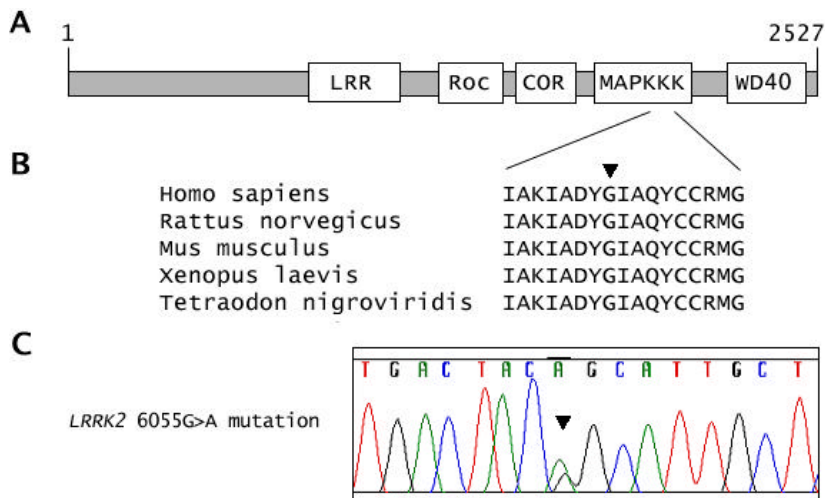 A
1 2527
LRR Roc COR MAPKKK WD40
B
Homo sapiens IAKIADYGIAQYCCRMG
Rattus norvegicus IAKIADYGIAQYCCRMG
Mus musculus IAKIADYGIAQYCCRMG
Xenopus laevis IAKIADYGIAQYCCRMG
Tetraodon nigroviridis IAKIADYGIAQYCCRMG
C
T G A C T A C A G C A T T G C T
LRRK2 6055G>A mutation